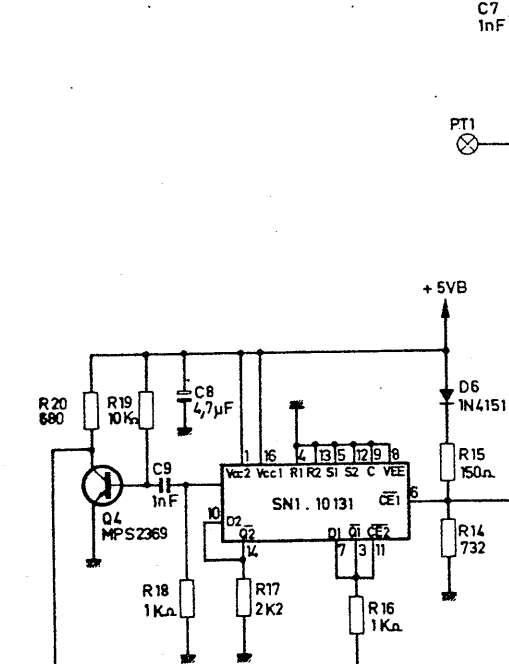 C7
1nF
PT1
+ 5VB
D6
1N4151
R20
680
R19
10KΩ
C8
4,7µF
R15
150Ω
C9
1nF
1 16 4 13 5 12 9 8
Vcc2 Vcc1 R1 R2 S1 S2 C VEE
SN1 . 10131
CE1
6
Q4
MPS2369
10
D2
Q2
14
D1 Q1 CE2
7 3 11
R14
732
R18
1KΩ
R17
2K2
R16
1KΩ